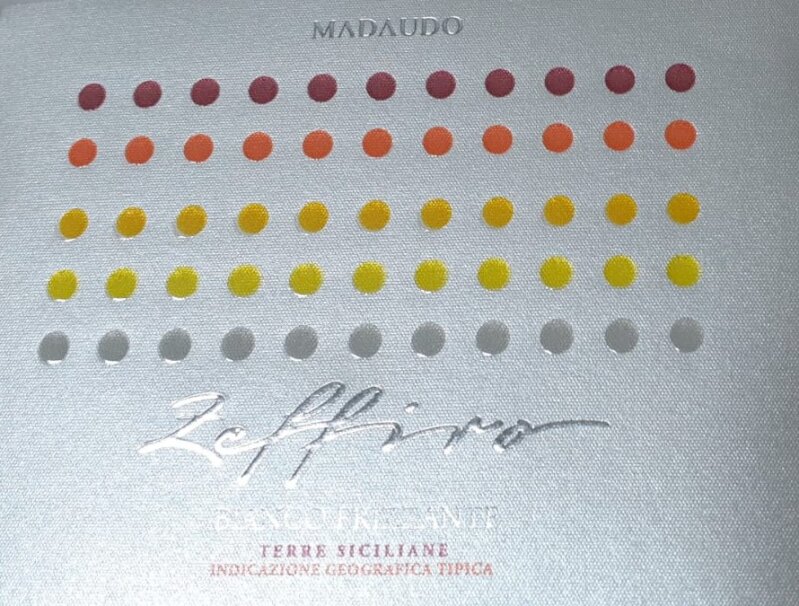 MADAUDO
Zeffiro
BIANCO FRIZZANTE
TERRE SICILIANE
INDICAZIONE GEOGRAFICA TIPICA